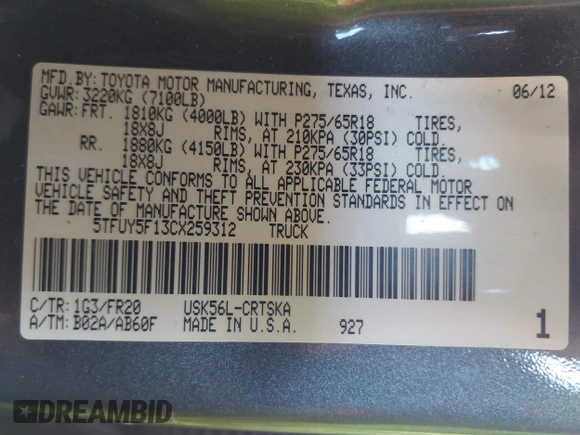 MFD.BY: TOYOTA MOTOR MANUFACTURING, TEXAS, INC. 06/12
GVWR: 3220KG (7100LB)
GAWR: FRT. 1810KG (4000LB) WITH P275/65R18 TIRES,
18X8J RIMS, AT 210KPA (30PSI) COLD.
RR. 1880KG (4150LB) WITH P275/65R18 TIRES,
18X8J RIMS, AT 230KPA (33PSI) COLD.
THIS VEHICLE CONFORMS TO ALL APPLICABLE FEDERAL MOTOR
VEHICLE SAFETY AND THEFT PREVENTION STANDARDS IN EFFECT ON
THE DATE OF MANUFACTURE SHOWN ABOVE.
5TFUY5F13CX259312 TRUCK
C/TR: 1G3/FR20 USK56L-CRTSKA
A/TM: B02A/AB60F MADE IN U.S.A. 927 1
DREAMBID